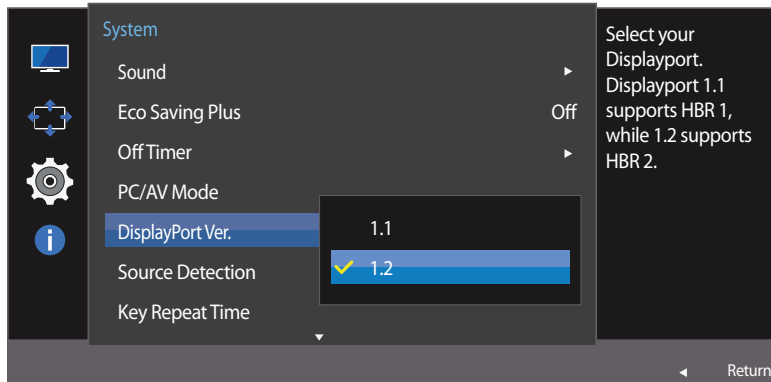 System
Sound
Eco Saving Plus Off
Off Timer
PC/AV Mode
DisplayPort Ver.
1.1
1.2
Source Detection
Key Repeat Time
Select your
Displayport.
Displayport 1.1
supports HBR 1,
while 1.2 supports
HBR 2.
Return